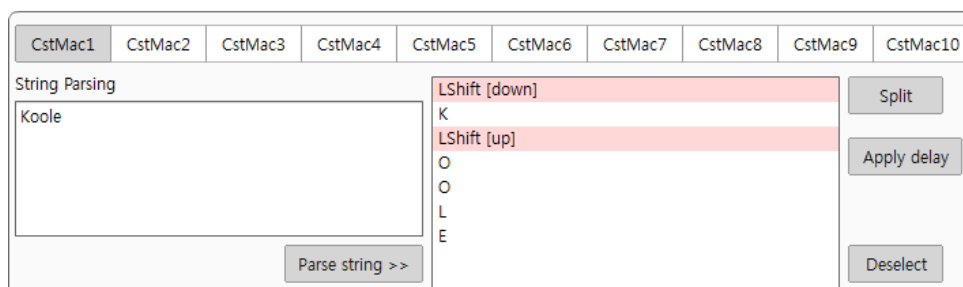 CstMac1 CstMac2 CstMac3 CstMac4 CstMac5 CstMac6 CstMac7 CstMac8 CstMac9 CstMac10
String Parsing
Koole
Parse string >>
LShift [down]
K
LShift [up]
O
O
L
E
Split
Apply delay
Deselect